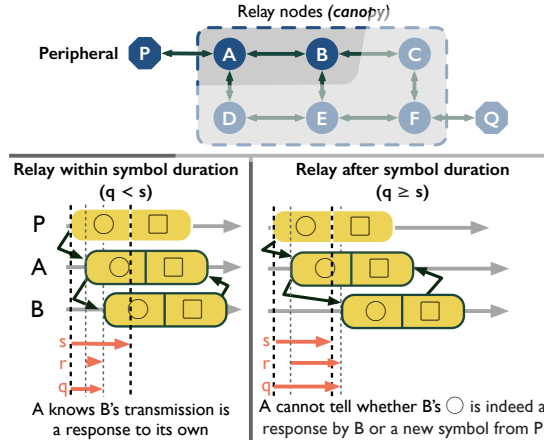 Relay nodes (canopy)
Peripheral P A B C
D E F Q
Relay within symbol duration
(q < s)
P
A
B
s
r
q
A knows B's transmission is
a response to its own
Relay after symbol duration
(q ≥ s)
s
r
q
A cannot tell whether B's ○ is indeed a
response by B or a new symbol from P